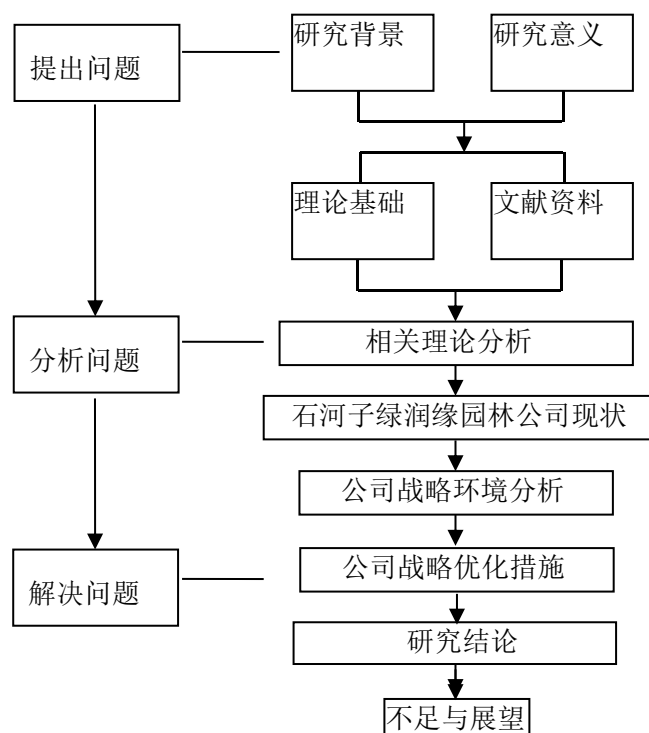 研究背景
研究意义
提出问题
理论基础
文献资料
分析问题
相关理论分析
石河子绿润缘园林公司现状
公司战略环境分析
解决问题
公司战略优化措施
研究结论
不足与展望